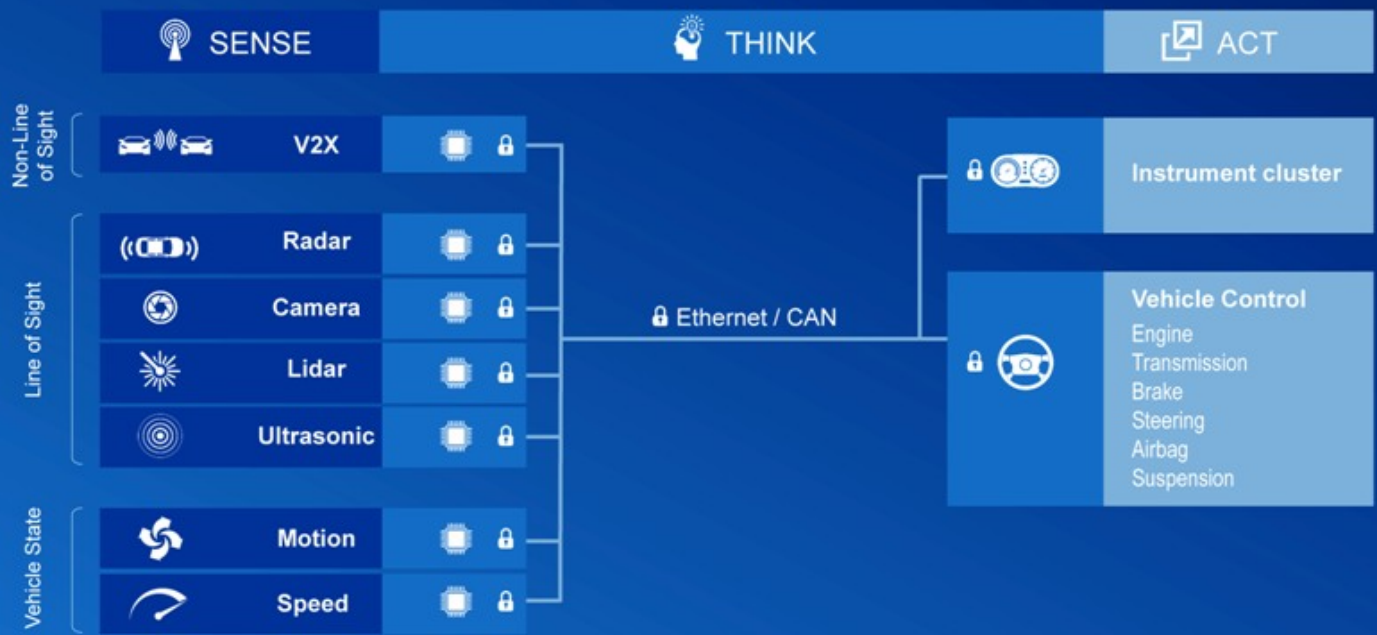 SENSE
THINK
ACT
Non-Line
of Sight
V2X
Line of Sight
Radar
Camera
Lidar
Ultrasonic
Vehicle State
Motion
Speed
Ethernet / CAN
Instrument cluster
Vehicle Control
Engine
Transmission
Brake
Steering
Airbag
Suspension